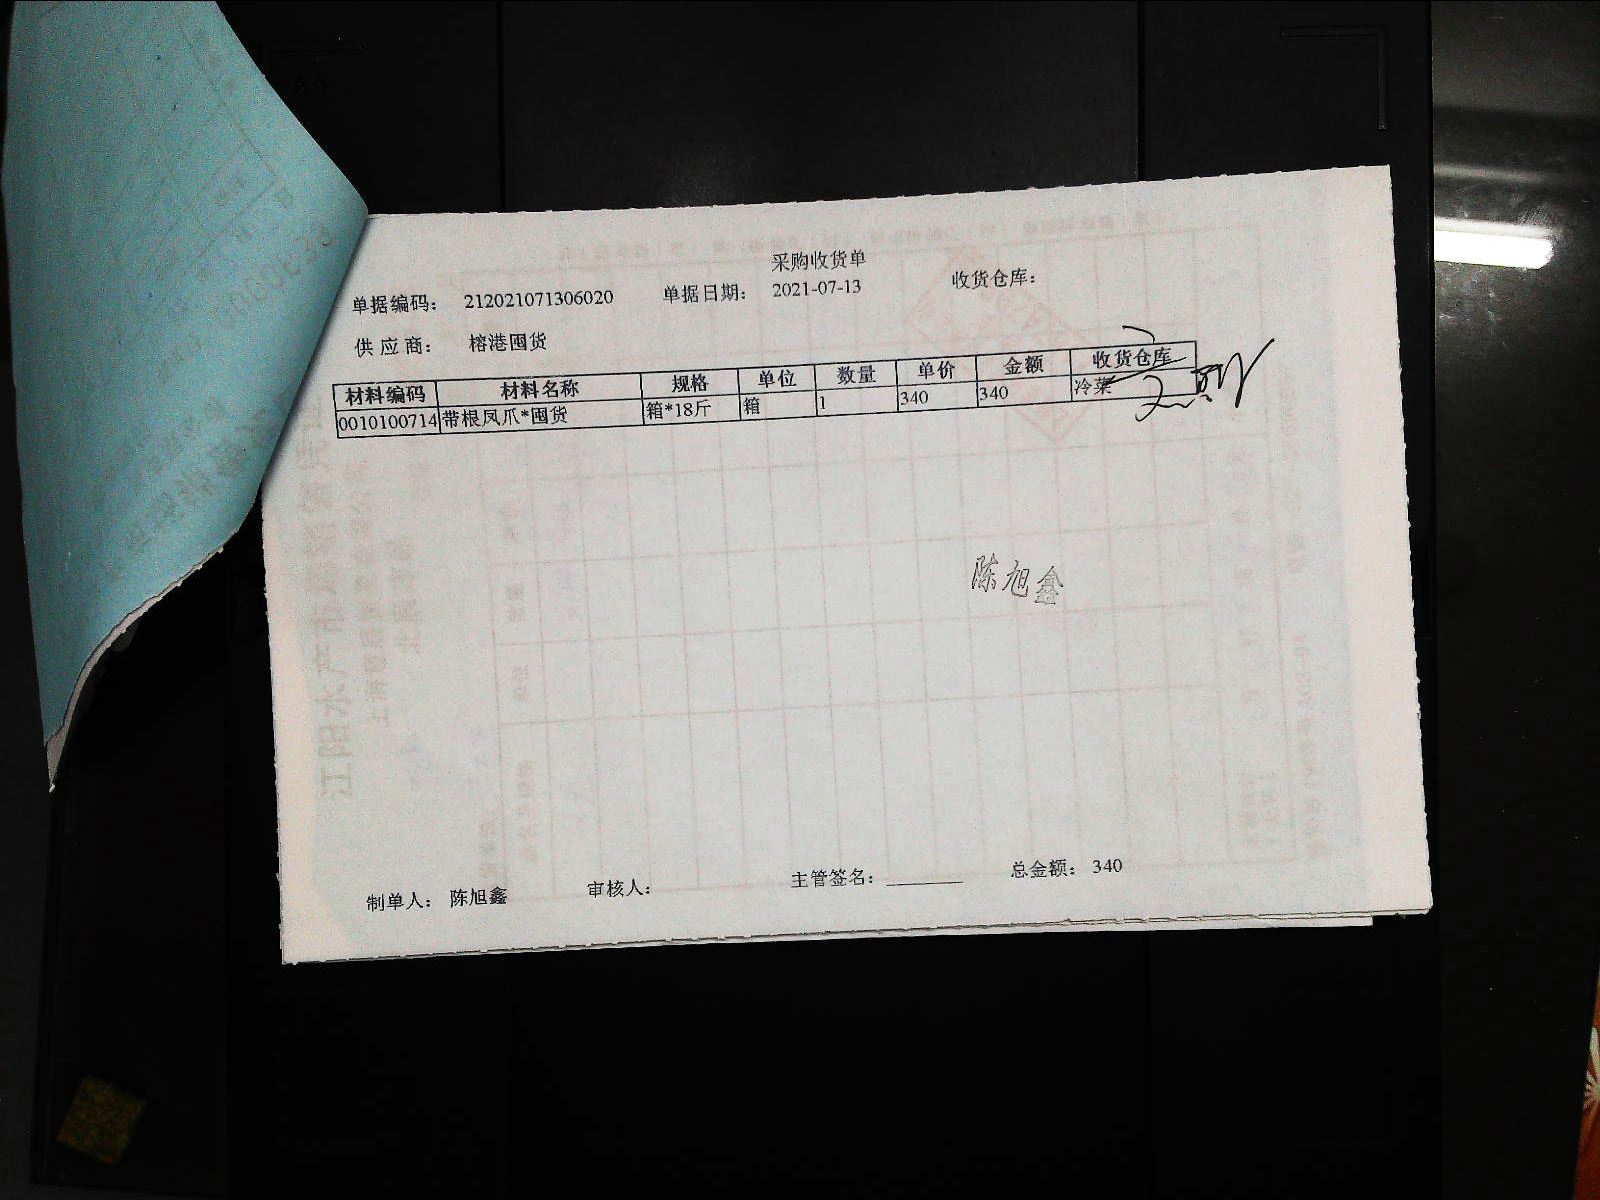 采购收货单
单据编码： 212021071306020 单据日期： 2021-07-13 收货仓库：
供 应 商： 榕港囤货
材料编码 材料名称 规格 单位 数量 单价 金额 收货仓库
0010100714 带根凤爪*囤货 箱*18斤 箱 1 340 340 冷菜
陈旭鑫
制单人： 陈旭鑫 审核人： 主管签名：________ 总金额： 340